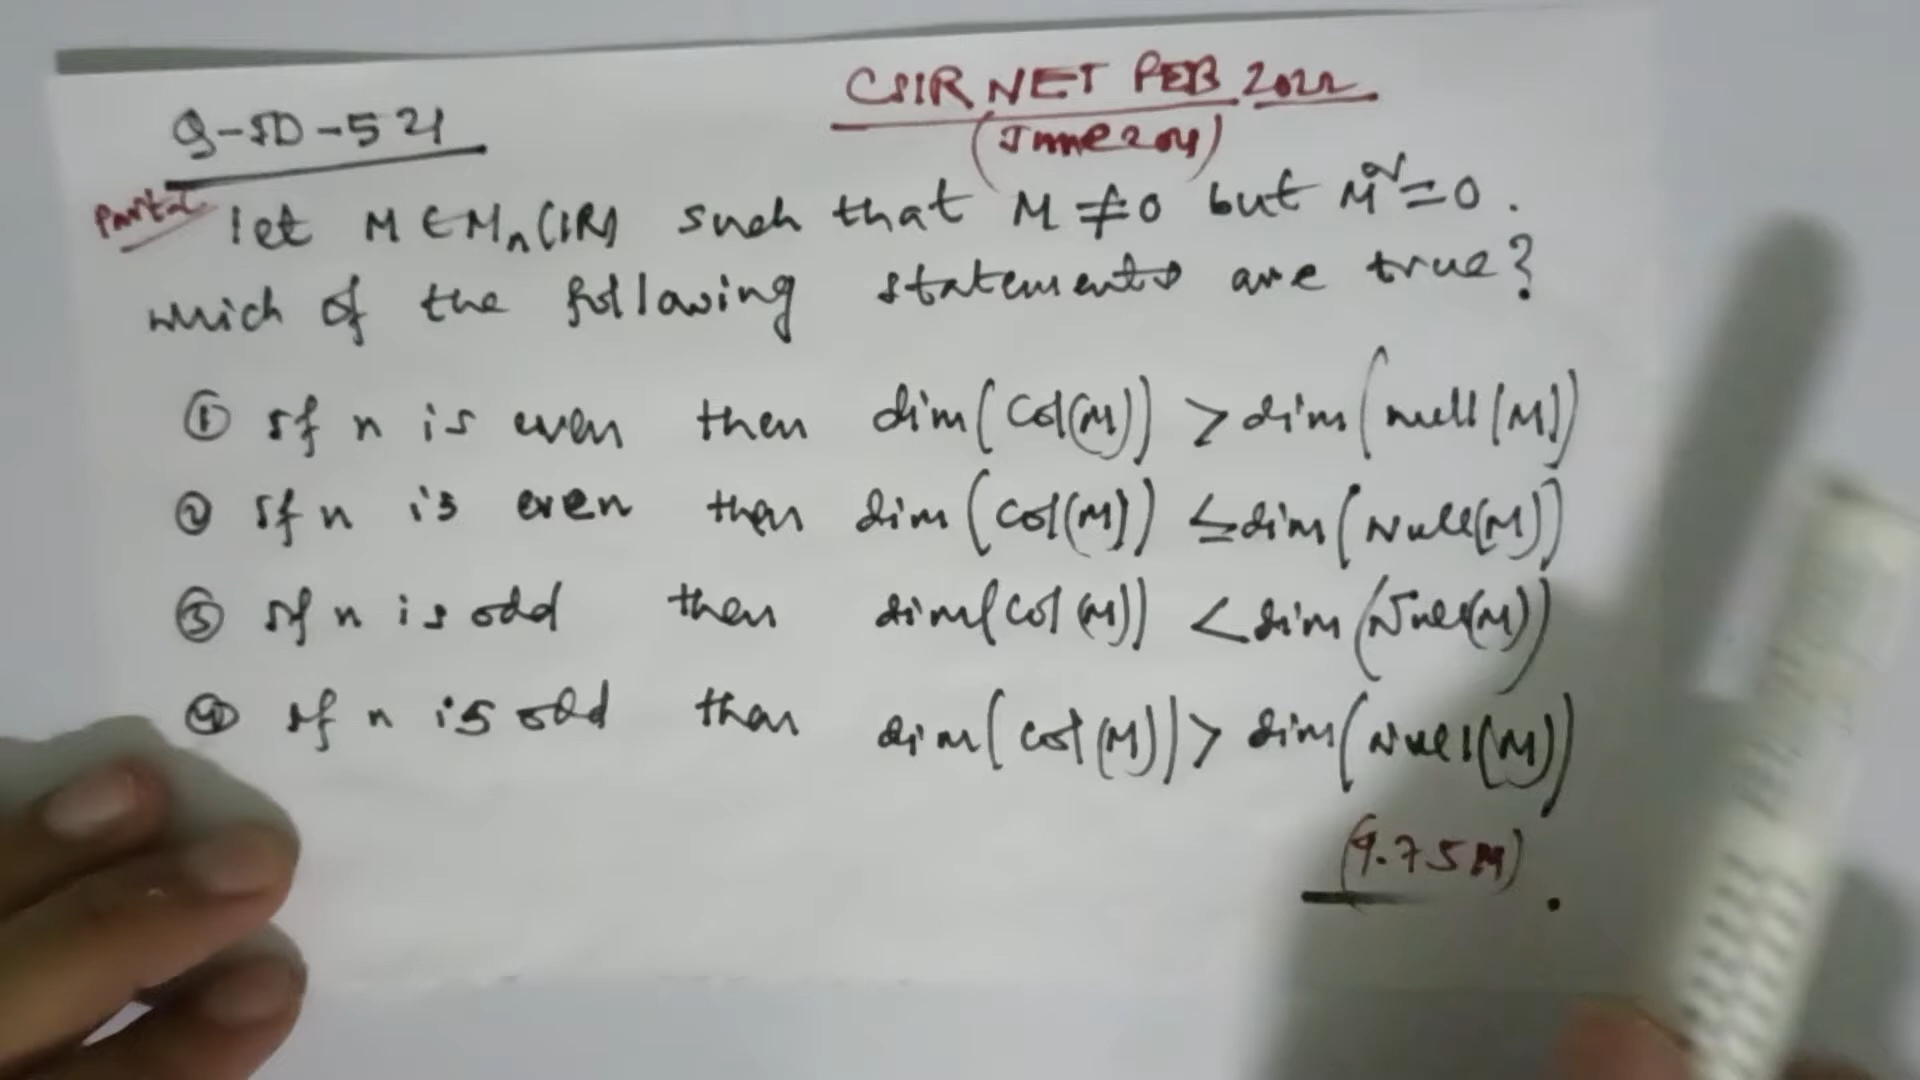 CSIR NET FEB 2022
(June 2021)
Q-SD-521
Part-C
let M ∈ Mn(IR) such that M ≠ 0 but M² = 0.
which of the following statements are true?
① If n is even then dim(Col(M)) > dim(null(M))
② If n is even then dim(Col(M)) ≤ dim(Null(M))
③ If n is odd then dim(Col(M)) < dim(Null(M))
④ If n is odd then dim(Col(M)) > dim(Null(M))
(4.75M).